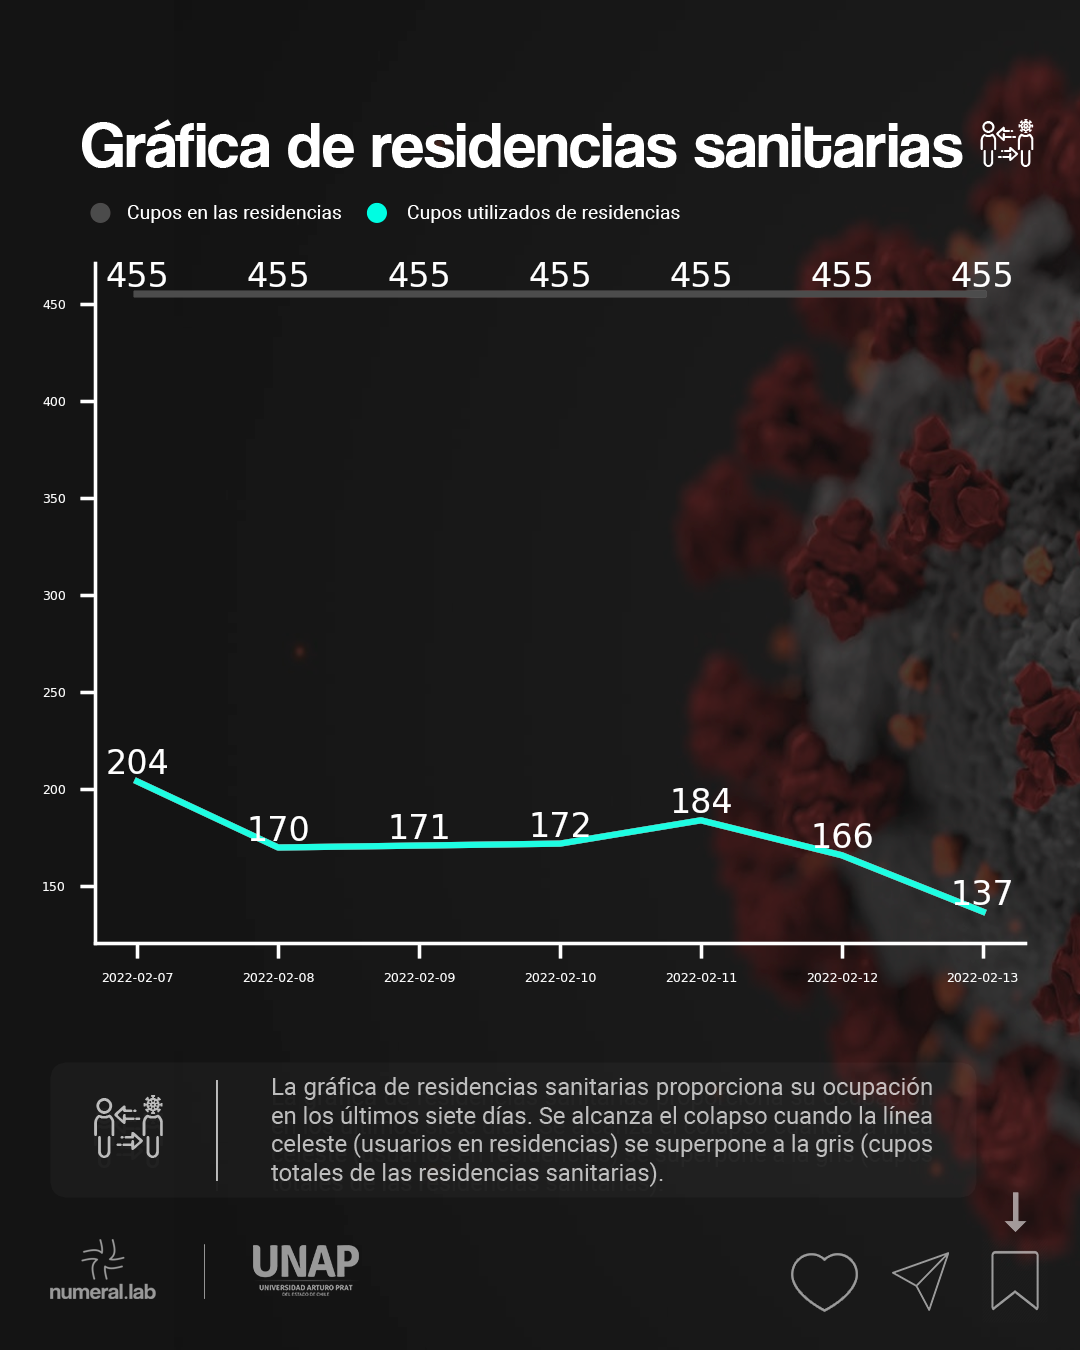 Gráfica de residencias sanitarias
Cupos en las residencias Cupos utilizados de residencias
455 455 455 455 455 455 455
450
400
350
300
250
200
150
204 170 171 172 184 166 137
2022-02-07 2022-02-08 2022-02-09 2022-02-10 2022-02-11 2022-02-12 2022-02-13
La gráfica de residencias sanitarias proporciona su ocupación
en los últimos siete días. Se alcanza el colapso cuando la línea
celeste (usuarios en residencias) se superpone a la gris (cupos
totales de las residencias sanitarias).
numeral.lab
UNAP
UNIVERSIDAD ARTURO PRAT
DEL ESTADO DE CHILE